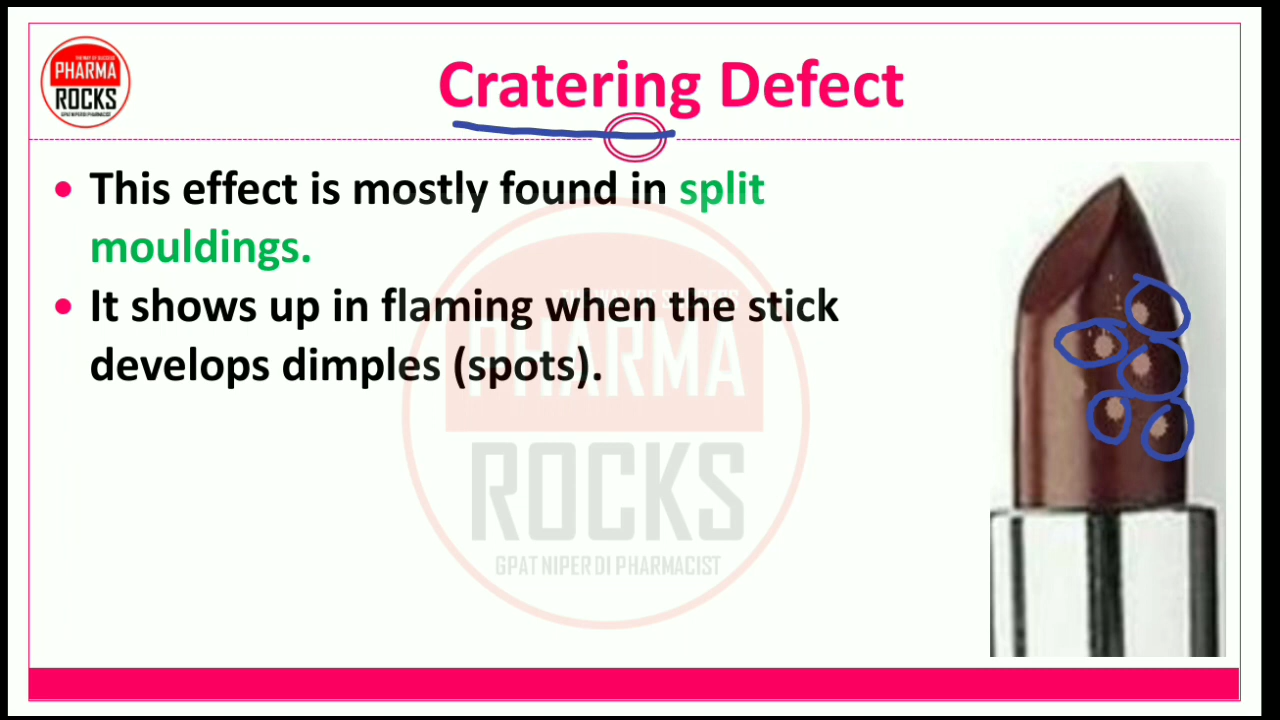 PHARMA
ROCKS
Cratering Defect
• This effect is mostly found in split
mouldings.
• It shows up in flaming when the stick
develops dimples (spots).
PHARMA
ROCKS
GPAT NIPER DI PHARMACIST